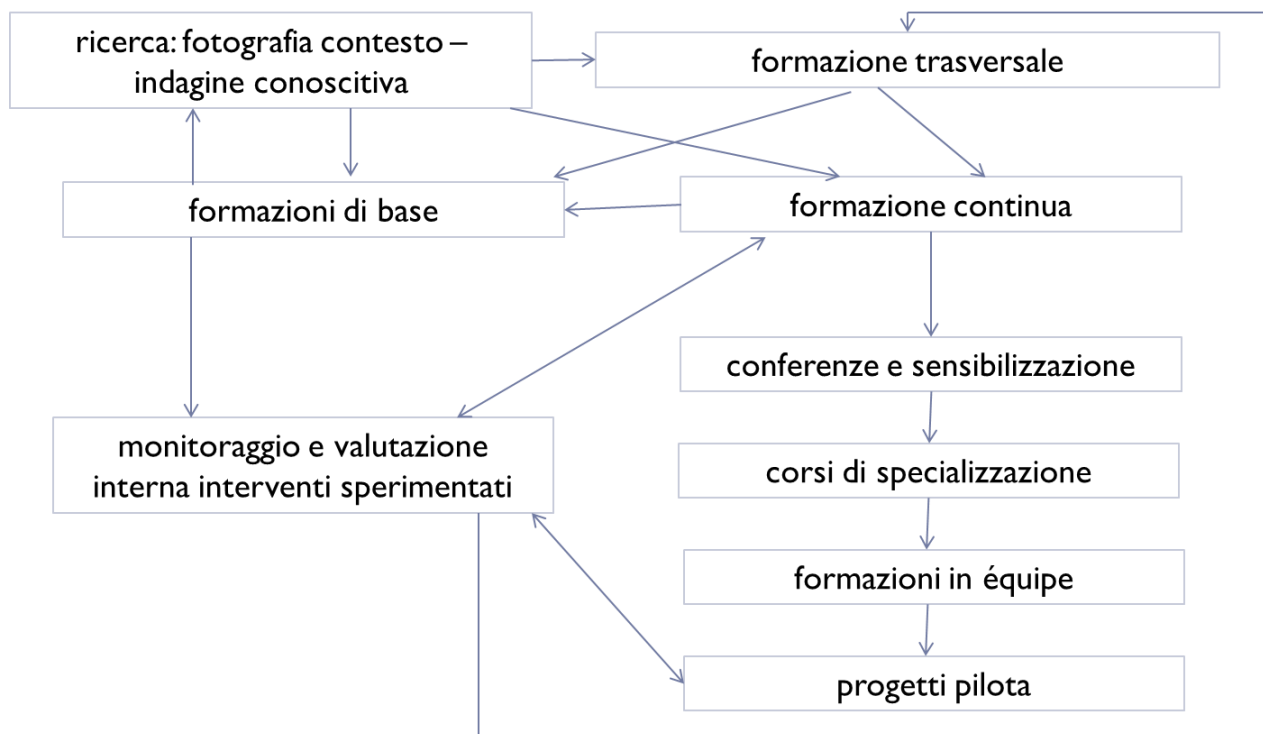 ricerca: fotografia contesto –
indagine conoscitiva
formazione trasversale
formazioni di base
formazione continua
conferenze e sensibilizzazione
monitoraggio e valutazione
interna interventi sperimentati
corsi di specializzazione
formazioni in équipe
progetti pilota